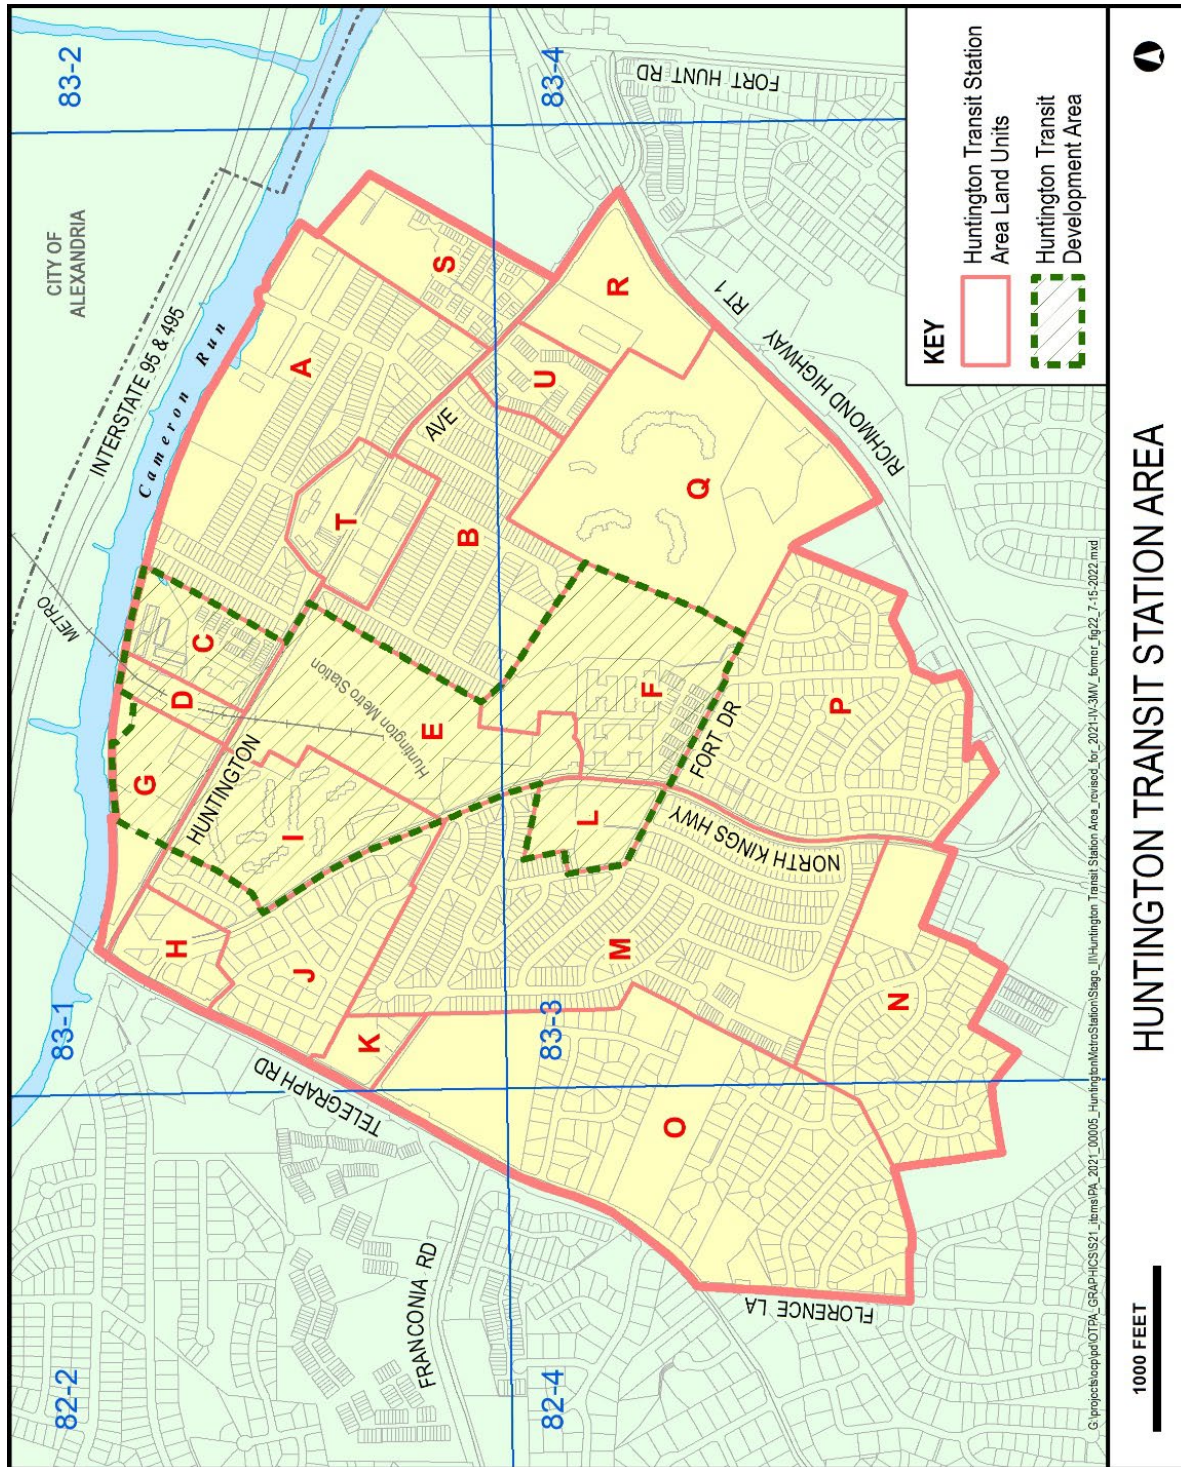 82-2
83-1
83-2
CITY OF
ALEXANDRIA
INTERSTATE 95 & 495
Cameron Run
METRO
A
S
T
C
D
G
H
I
J
K
E
B
U
R
Q
F
L
M
O
N
P
HUNTINGTON
AVE
Huntington Metro Station
TELEGRAPH RD
FRANCONIA RD
82-4
83-3
83-4
FORT HUNT RD
RT 1
RICHMOND HIGHWAY
FORT DR
NORTH KINGS HWY
FLORENCE LA
KEY
Huntington Transit Station
Area Land Units
Huntington Transit
Development Area
1000 FEET
HUNTINGTON TRANSIT STATION AREA